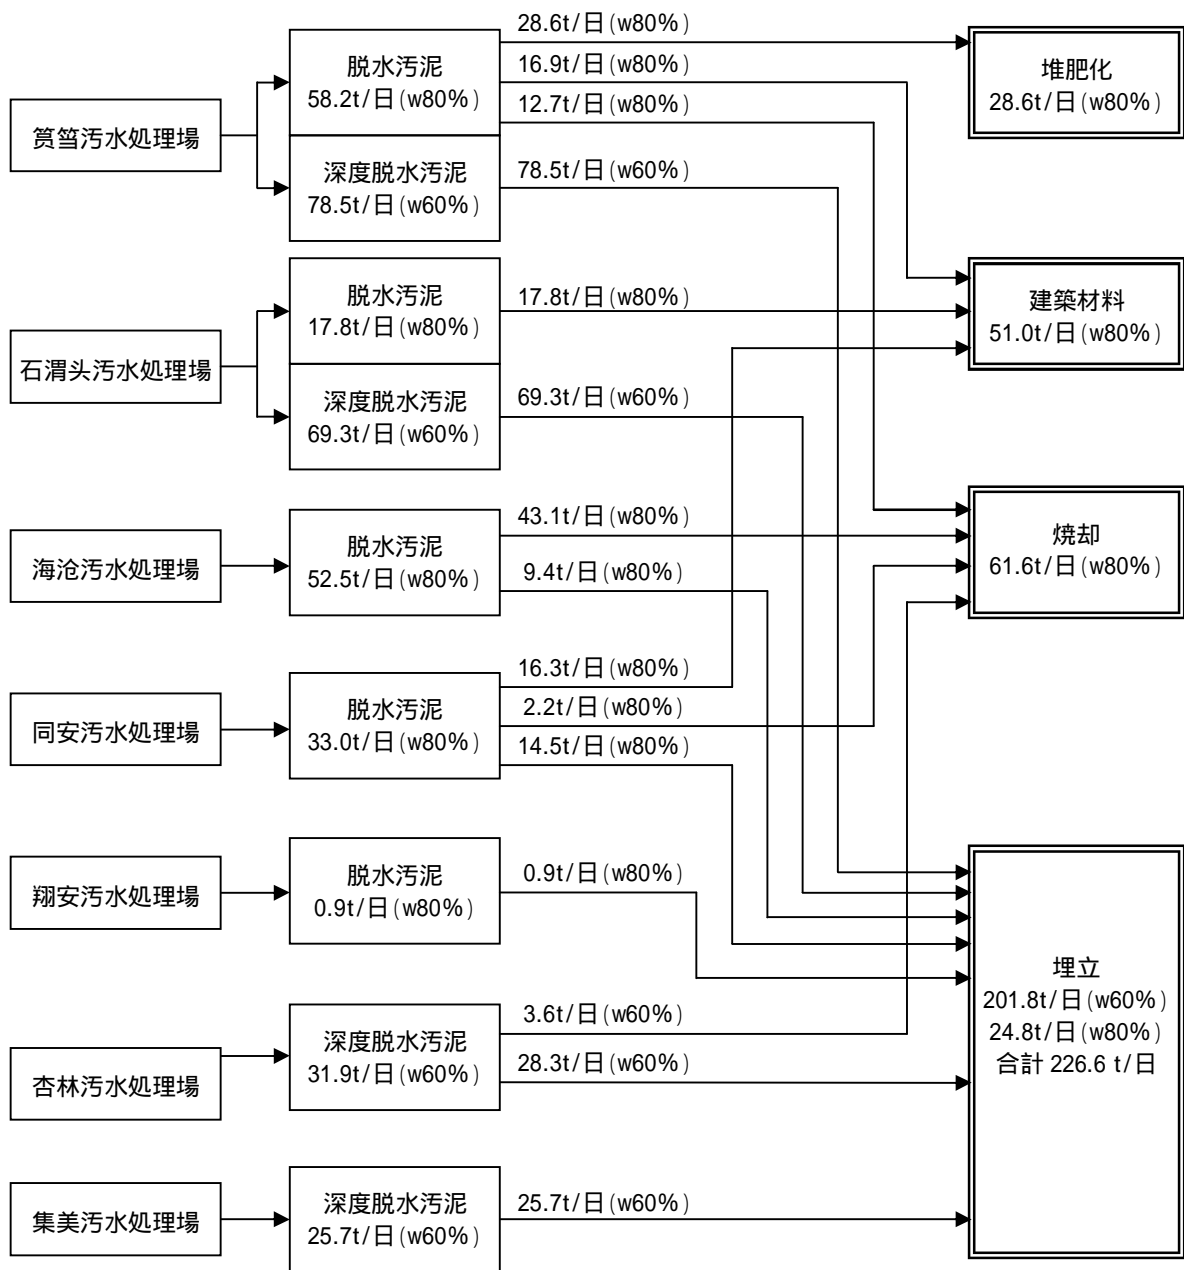 筼筜汚水処理場
脱水汚泥
58.2t/日(w80%)
深度脱水汚泥
78.5t/日(w60%)
28.6t/日(w80%)
16.9t/日(w80%)
12.7t/日(w80%)
78.5t/日(w60%)
堆肥化
28.6t/日(w80%)
石渭头汚水処理場
脱水汚泥
17.8t/日(w80%)
深度脱水汚泥
69.3t/日(w60%)
17.8t/日(w80%)
69.3t/日(w60%)
建築材料
51.0t/日(w80%)
海沧汚水処理場
脱水汚泥
52.5t/日(w80%)
43.1t/日(w80%)
9.4t/日(w80%)
焼却
61.6t/日(w80%)
同安汚水処理場
脱水汚泥
33.0t/日(w80%)
16.3t/日(w80%)
2.2t/日(w80%)
14.5t/日(w80%)
翔安汚水処理場
脱水汚泥
0.9t/日(w80%)
0.9t/日(w80%)
杏林汚水処理場
深度脱水汚泥
31.9t/日(w60%)
3.6t/日(w60%)
28.3t/日(w60%)
埋立
201.8t/日(w60%)
24.8t/日(w80%)
合計 226.6 t/日
集美汚水処理場
深度脱水汚泥
25.7t/日(w60%)
25.7t/日(w60%)